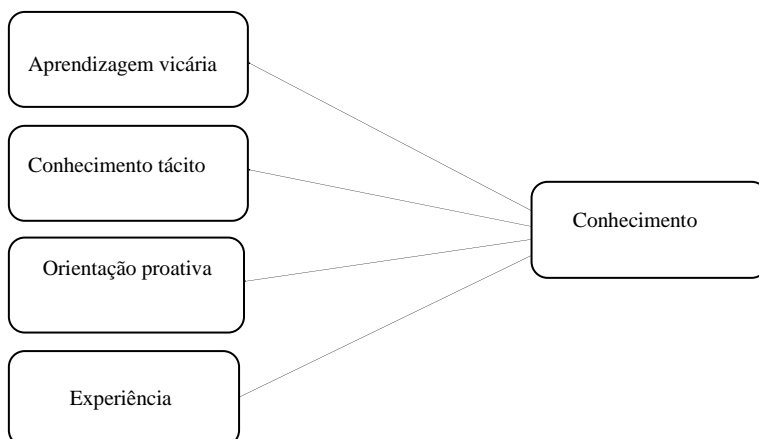 Aprendizagem vicária
Conhecimento tácito
Orientação proativa
Experiência
Conhecimento